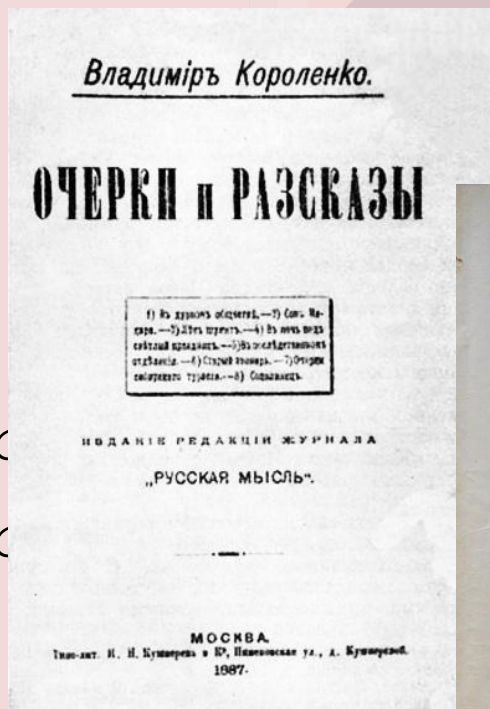 Владиміръ Короленко.
ОЧЕРКИ и РАЗСКАЗЫ
1) Въ дурномъ обществѣ.—2) Сонъ Ма-
кара.—3) Лѣсъ шумитъ.—4) Въ ночь подъ
свѣтлый праздникъ.—5) Въ подслѣдственномъ
отдѣленіи.—6) Старый звонарь.—7) Очерки
сибирскаго туриста.—8) Соколинецъ.
ИЗДАНІЕ РЕДАКЦІИ ЖУРНАЛА
„РУССКАЯ МЫСЛЬ“.
МОСКВА.
Типо-лит. И. Н. Кушнеревъ и Кº, Пименовская ул., д. Кушнеревой.
1887.